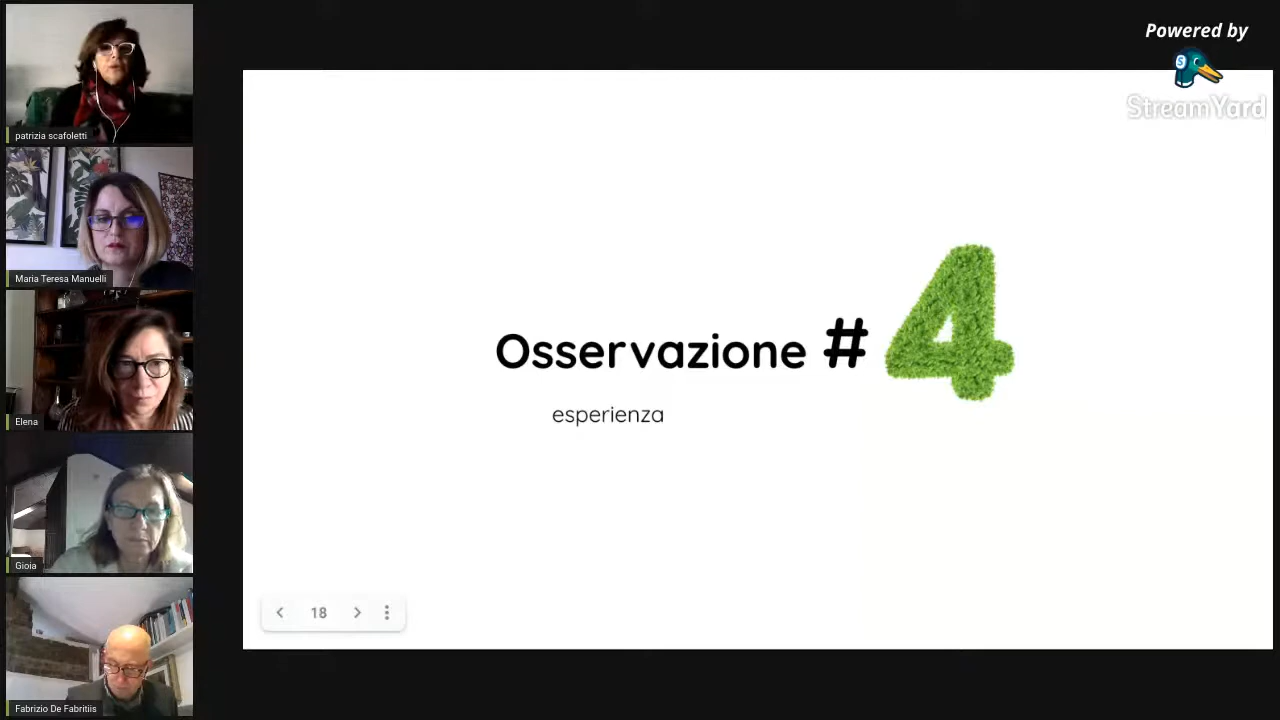 patrizia scafoletti
Maria Teresa Manuelli
Elena
Gioia
Fabrizio De Fabritiis
Powered by
S
StreamYard
Osservazione #4
esperienza
18